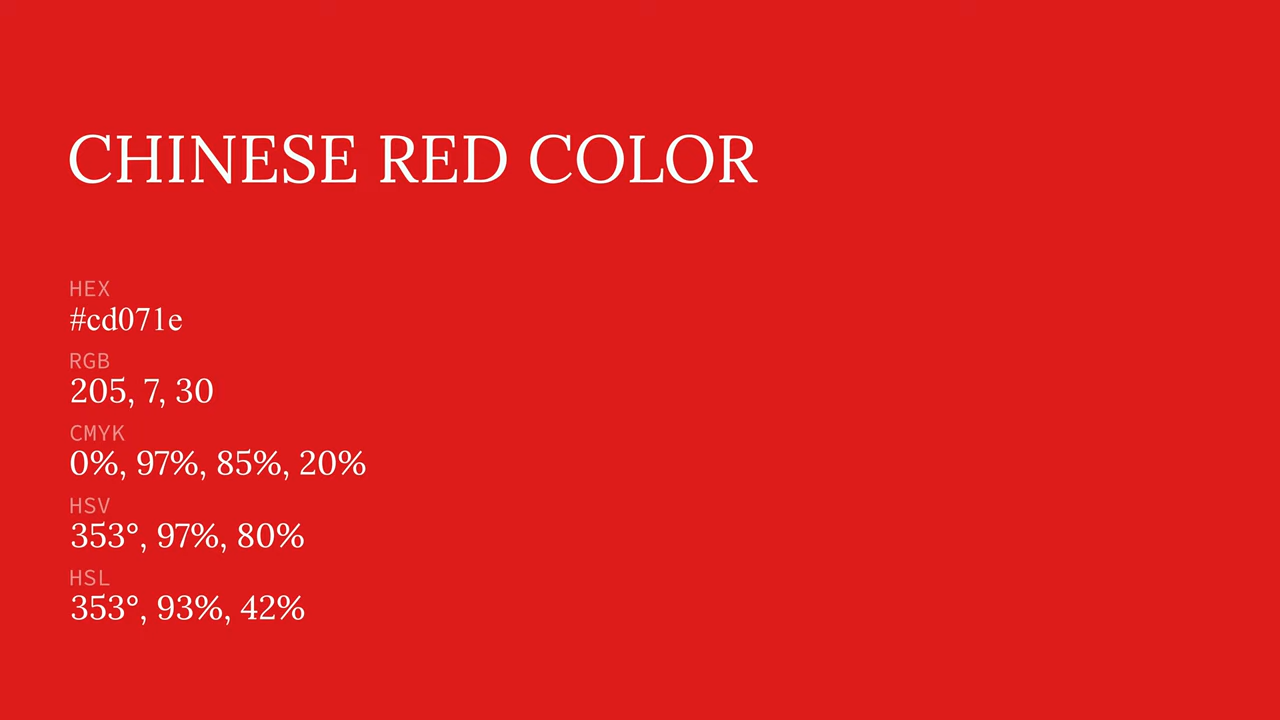 CHINESE RED COLOR
HEX
#cd071e
RGB
205, 7, 30
CMYK
0%, 97%, 85%, 20%
HSV
353°, 97%, 80%
HSL
353°, 93%, 42%